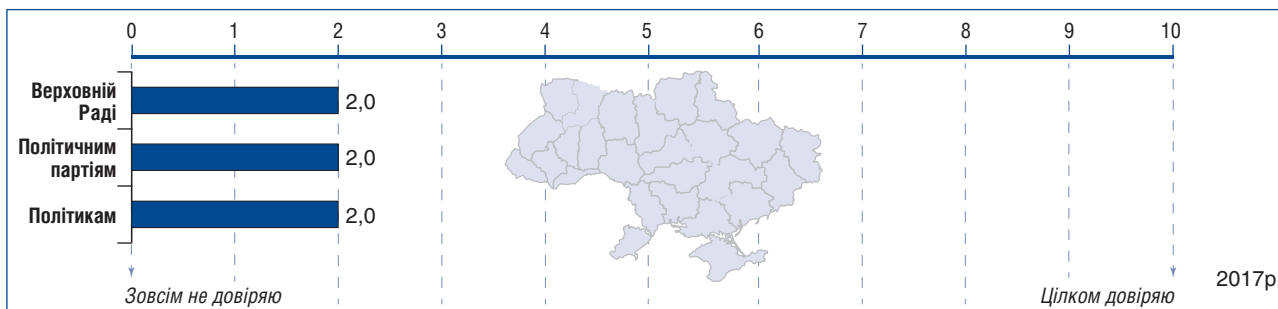 0 1 2 3 4 5 6 7 8 9 10
Верховній
Раді
2,0
Політичним
партіям
2,0
Політикам
2,0
Зовсім не довіряю
Цілком довіряю
2017р